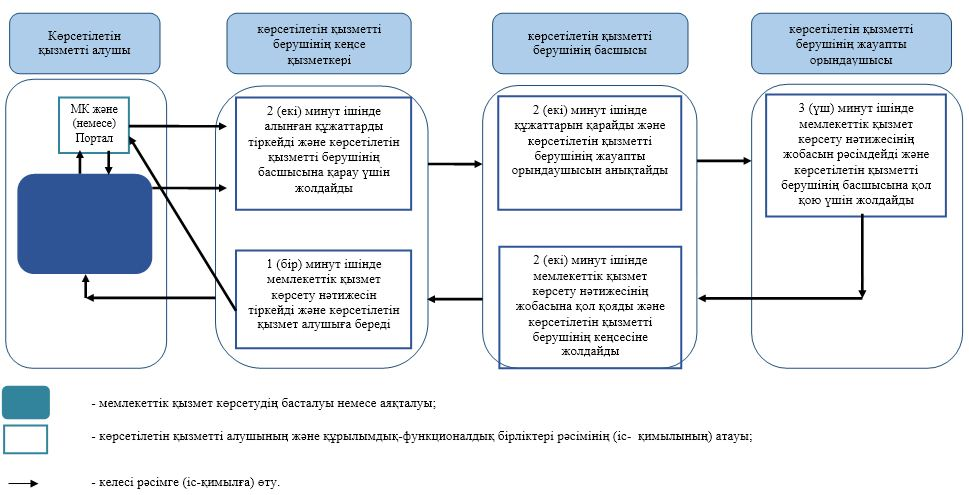 Көрсетілетін
қызметті алушы
көрсетілетін қызметті
берушінің кеңсе
қызметкері
көрсетілетін қызметті
берушінің басшысы
көрсетілетін қызметті
берушінің жауапты
орындаушысы
МК және
(немесе)
Портал
2 (екі) минут ішінде
алынған құжаттарды
тіркейді және көрсетілетін
қызметті берушінің
басшысына қарау үшін
жолдайды
2 (екі) минут ішінде
құжаттарын қарайды және
көрсетілетін қызметті
берушінің жауапты
орындаушысын анықтайды
3 (үш) минут ішінде
мемлекеттік қызмет
көрсету нәтижесінің
жобасын рәсімдейді және
көрсетілетін қызметті
берушінің басшысына қол
қою үшін жолдайды
1 (бір) минут ішінде
мемлекеттік қызмет
көрсету нәтижесін
тіркейді және көрсетілетін
қызмет алушыға береді
2 (екі) минут ішінде
мемлекеттік қызмет
көрсету нәтижесінің
жобасына қол қояды және
көрсетілетін қызметті
берушінің кеңсесіне
жолдайды
- мемлекеттік қызмет көрсетудің басталуы немесе аяқталуы;
- көрсетілетін қызметті алушының және құрылымдық-функционалдық бірліктері рәсімінің (іс- қимылының) атауы;
- келесі рәсімге (іс-қимылға) өту.